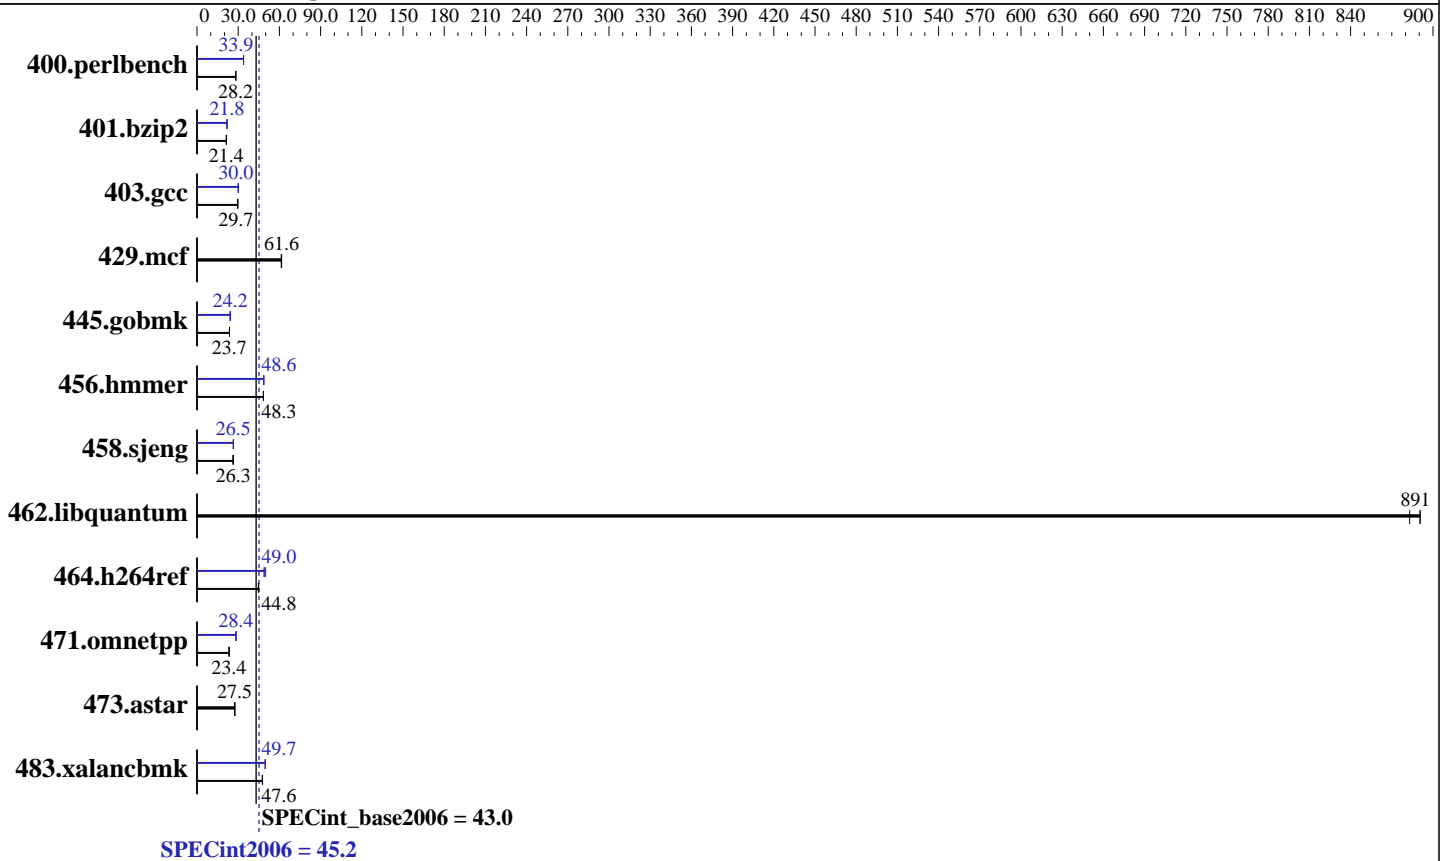 0 30.0 60.0 90.0 120 150 180 210 240 270 300 330 360 390 420 450 480 510 540 570 600 630 660 690 720 750 780 810 840 900
33.9
400.perlbench
28.2
21.8
401.bzip2
21.4
30.0
403.gcc
29.7
61.6
429.mcf
24.2
445.gobmk
23.7
48.6
456.hmmer
48.3
26.5
458.sjeng
26.3
891
462.libquantum
49.0
464.h264ref
44.8
28.4
471.omnetpp
23.4
27.5
473.astar
49.7
483.xalancbmk
47.6
SPECint_base2006 = 43.0
SPECint2006 = 45.2